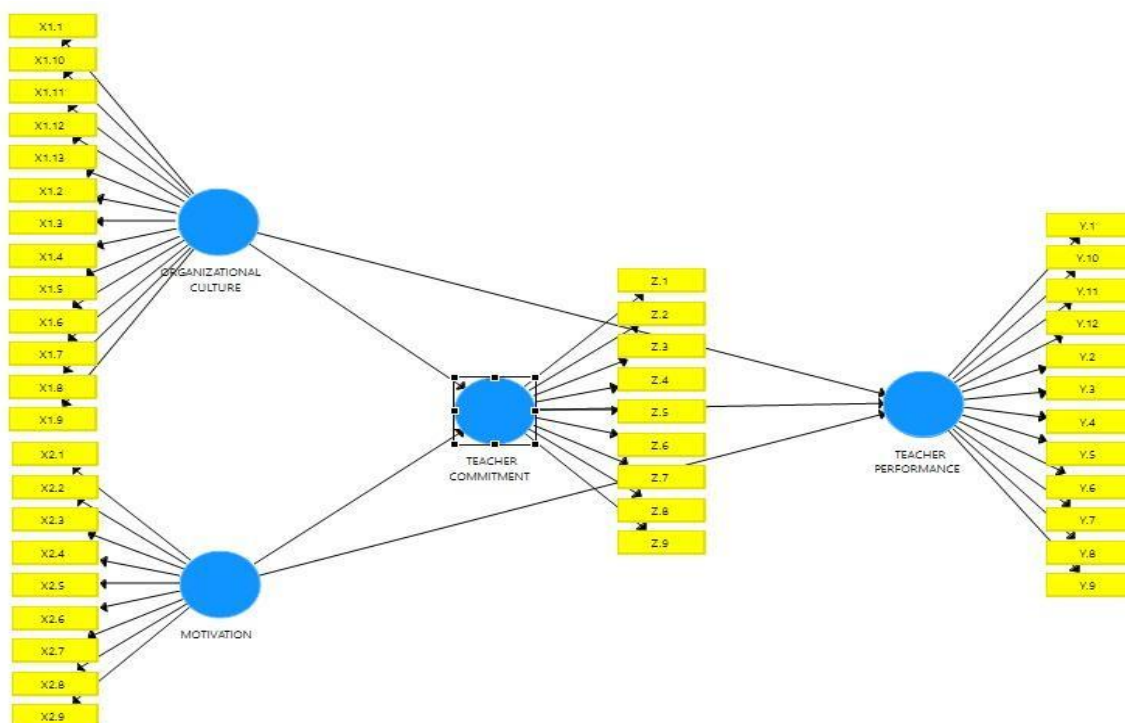 X1.1
X1.10
X1.11
X1.12
X1.13
X1.2
X1.3
X1.4
X1.5
X1.6
X1.7
X1.8
X1.9
ORGANIZATIONAL
CULTURE
X2.1
X2.2
X2.3
X2.4
X2.5
X2.6
X2.7
X2.8
X2.9
MOTIVATION
TEACHER
COMMITMENT
Z.1
Z.2
Z.3
Z.4
Z.5
Z.6
Z.7
Z.8
Z.9
TEACHER
PERFORMANCE
Y.1
Y.10
Y.11
Y.12
Y.2
Y.3
Y.4
Y.5
Y.6
Y.7
Y.8
Y.9